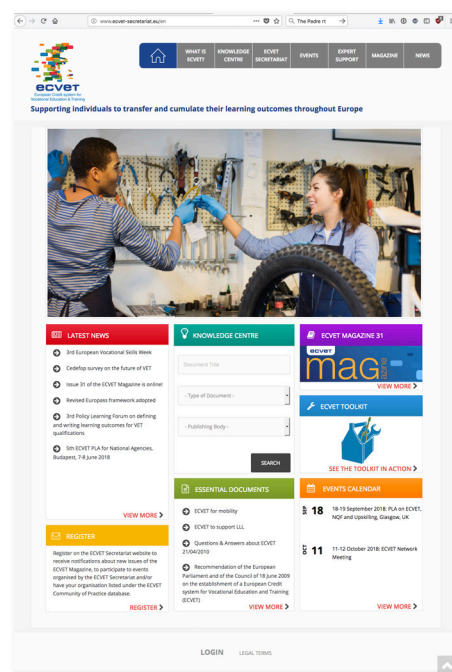 www.ecvet-secretariat.eu/en
The Padre rt
WHAT IS ECVET?
KNOWLEDGE CENTRE
ECVET SECRETARIAT
EVENTS
EXPERT SUPPORT
MAGAZINE
NEWS
ecvet
European Credit system for
Vocational Education & Training
Supporting individuals to transfer and cumulate their learning outcomes throughout Europe
LATEST NEWS
3rd European Vocational Skills Week
Cedefop survey on the future of VET
Issue 31 of the ECVET Magazine is online!
Revised Europass framework adopted
3rd Policy Learning Forum on defining
and writing learning outcomes for VET
qualifications
5th ECVET PLA for National Agencies,
Budapest, 7-8 June 2018
VIEW MORE
REGISTER
Register on the ECVET Secretariat website to
receive notifications about new issues of the
ECVET Magazine, to participate to events
organised by the ECVET Secretariat and/or
have your organisation listed under the ECVET
Community of Practice database.
REGISTER
KNOWLEDGE CENTRE
Document Title
- Type of Document -
- Publishing Body -
SEARCH
ESSENTIAL DOCUMENTS
ECVET for mobility
ECVET to support LLL
Questions & Answers about ECVET
21/04/2010
Recommendation of the European
Parliament and of the Council of 18 June 2009
on the establishment of a European Credit
system for Vocational Education and Training
(ECVET)
VIEW MORE
ECVET MAGAZINE 31
ecvet
mag
VIEW MORE
ECVET TOOLKIT
SEE THE TOOLKIT IN ACTION
EVENTS CALENDAR
SEP 18
18-19 September 2018: PLA on ECVET,
NQF and Upskilling, Glasgow, UK
OCT 11
11-12 October 2018: ECVET Network
Meeting
VIEW MORE
LOGIN
LEGAL TERMS